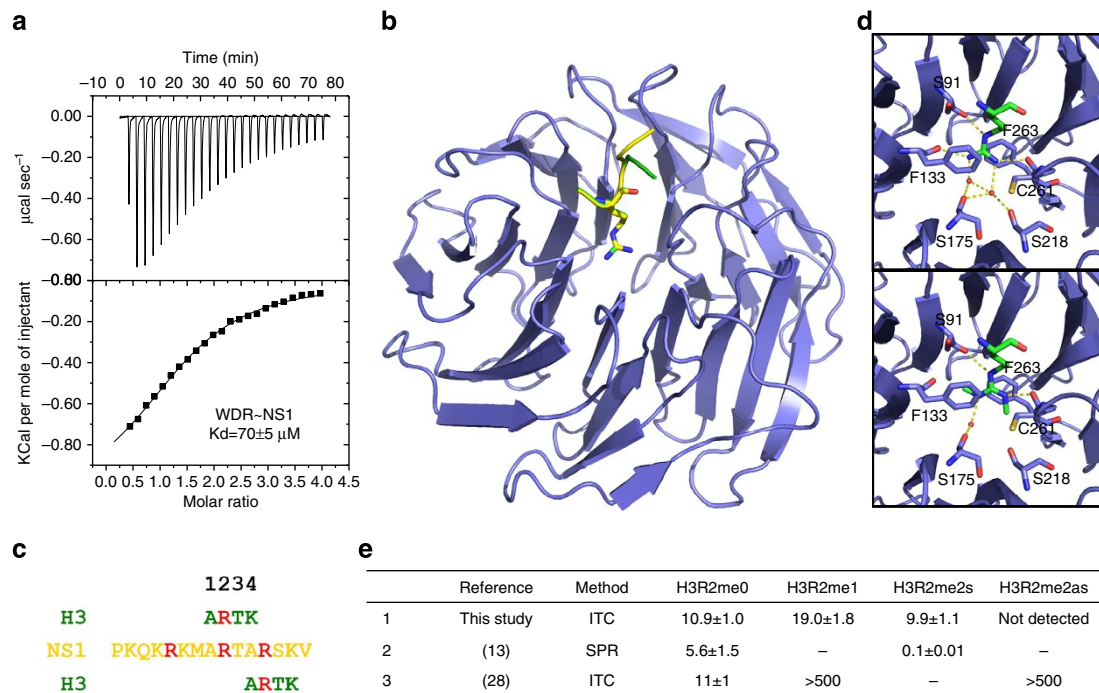 a
Time (min)
−10 0 10 20 30 40 50 60 70 80
0.00
−0.20
−0.40
−0.60
−0.80
μcal sec⁻¹
0.00
−0.20
−0.40
−0.60
−0.80
KCal per mole of injectant
WDR~NS1
Kd=70±5 μM
0.0 0.5 1.0 1.5 2.0 2.5 3.0 3.5 4.0 4.5
Molar ratio
b
d
S91
F263
F133
C261
S175
S218
S91
F263
F133
C261
S175
S218
c
1234
H3 ARTK
NS1 PKQKRKMARTARSKV
H3 ARTK
e
Reference Method H3R2me0 H3R2me1 H3R2me2s H3R2me2as
1 This study ITC 10.9±1.0 19.0±1.8 9.9±1.1 Not detected
2 (13) SPR 5.6±1.5 – 0.1±0.01 –
3 (28) ITC 11±1 >500 – >500